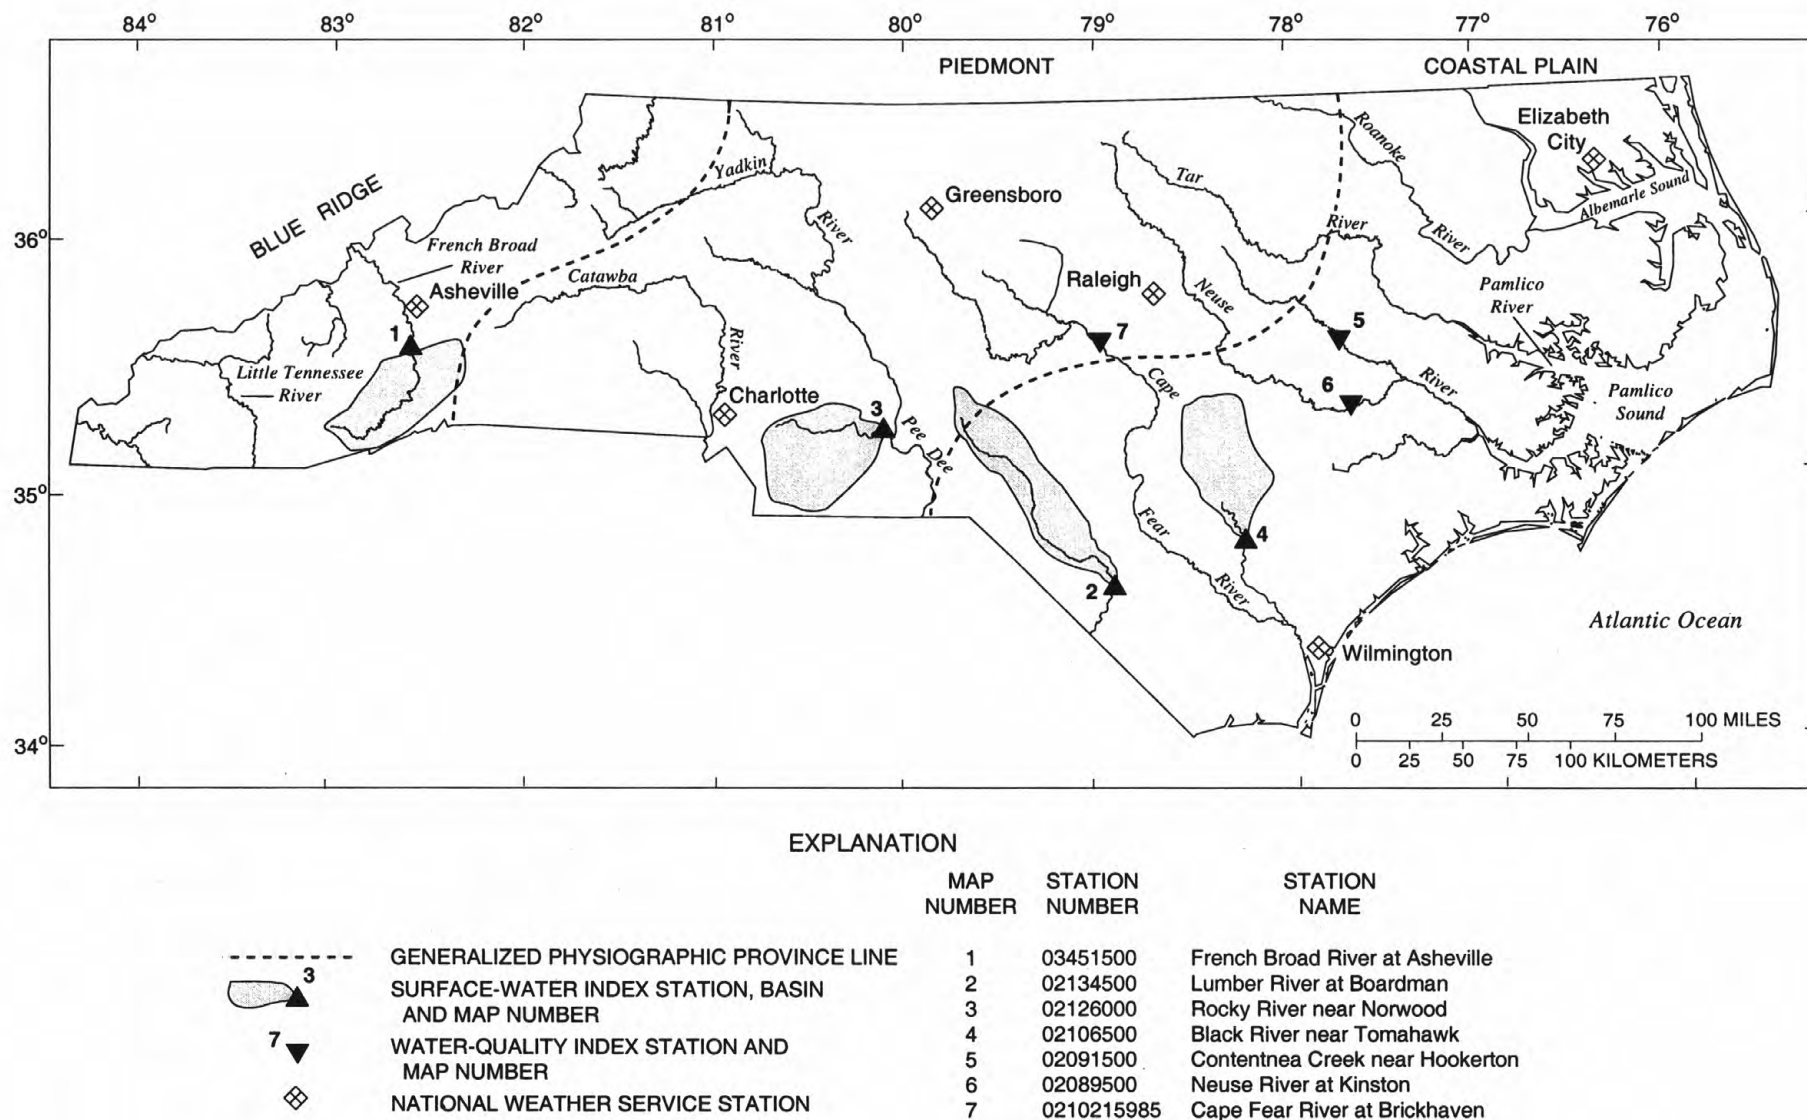 84° 83° 82° 81° 80° 79° 78° 77° 76°
PIEDMONT COASTAL PLAIN
Elizabeth
City
Roanoke
River
Albemarle Sound
Yadkin
River
Tar
River
Greensboro
BLUE RIDGE
36°
French Broad
River
Asheville
Catawba
River
Raleigh
Neuse
River
Pamlico
River
1
5
7
6
Little Tennessee
River
Charlotte
3
Pee
Dee
Cape
Fear
River
Pamlico
Sound
35°
4
2
Atlantic Ocean
Wilmington
34°
0 25 50 75 100 MILES
0 25 50 75 100 KILOMETERS
EXPLANATION
GENERALIZED PHYSIOGRAPHIC PROVINCE LINE
3
SURFACE-WATER INDEX STATION, BASIN
AND MAP NUMBER
7
WATER-QUALITY INDEX STATION AND
MAP NUMBER
NATIONAL WEATHER SERVICE STATION
MAP STATION STATION
NUMBER NUMBER NAME
1 03451500 French Broad River at Asheville
2 02134500 Lumber River at Boardman
3 02126000 Rocky River near Norwood
4 02106500 Black River near Tomahawk
5 02091500 Contentnea Creek near Hookerton
6 02089500 Neuse River at Kinston
7 0210215985 Cape Fear River at Brickhaven